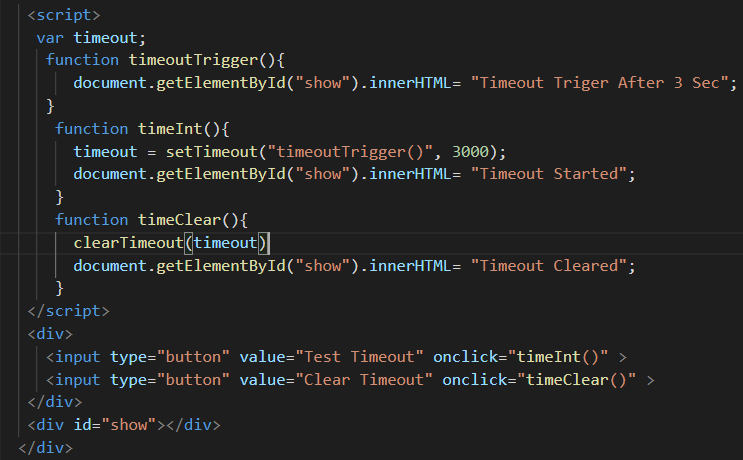 <script>
var timeout;
function timeoutTrigger(){
document.getElementById("show").innerHTML= "Timeout Triger After 3 Sec";
}
function timeInt(){
timeout = setTimeout("timeoutTrigger()", 3000);
document.getElementById("show").innerHTML= "Timeout Started";
}
function timeClear(){
clearTimeout(timeout)
document.getElementById("show").innerHTML= "Timeout Cleared";
}
</script>
<div>
<input type="button" value="Test Timeout" onclick="timeInt()" >
<input type="button" value="Clear Timeout" onclick="timeClear()" >
</div>
<div id="show"></div>
</div>